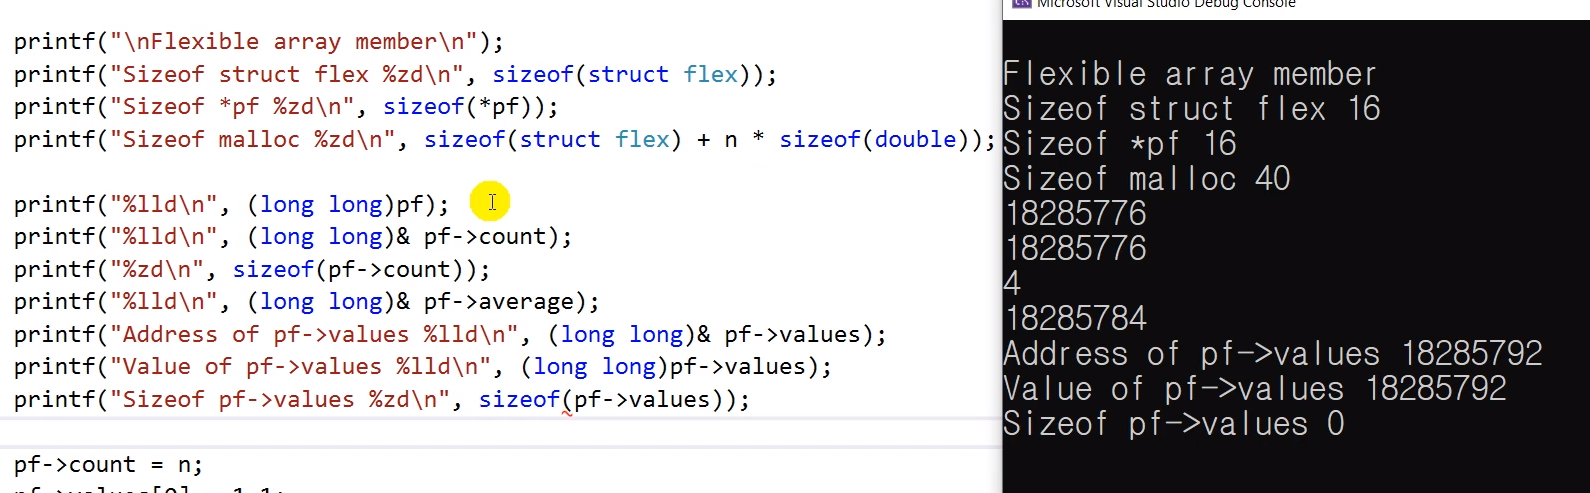 printf("\nFlexible array member\n");
printf("Sizeof struct flex %zd\n", sizeof(struct flex));
printf("Sizeof *pf %zd\n", sizeof(*pf));
printf("Sizeof malloc %zd\n", sizeof(struct flex) + n * sizeof(double));
printf("%lld\n", (long long)pf);
printf("%lld\n", (long long)& pf->count);
printf("%zd\n", sizeof(pf->count));
printf("%lld\n", (long long)& pf->average);
printf("Address of pf->values %lld\n", (long long)& pf->values);
printf("Value of pf->values %lld\n", (long long)pf->values);
printf("Sizeof pf->values %zd\n", sizeof(pf->values));
pf->count = n;
Microsoft Visual Studio Debug Console
Flexible array member
Sizeof struct flex 16
Sizeof *pf 16
Sizeof malloc 40
18285776
18285776
4
18285784
Address of pf->values 18285792
Value of pf->values 18285792
Sizeof pf->values 0